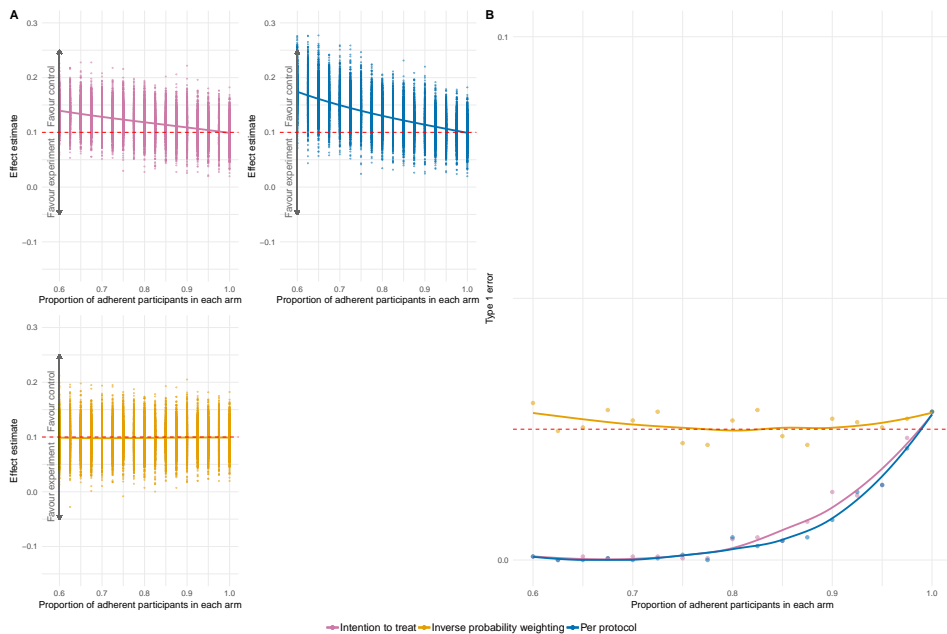 A
B
0.3
0.2
0.1
0.0
−0.1
Effect estimate
Favour control
Favour experiment
0.6 0.7 0.8 0.9 1.0
Proportion of adherent participants in each arm
0.3
0.2
0.1
0.0
−0.1
Effect estimate
Favour control
Favour experiment
0.6 0.7 0.8 0.9 1.0
Proportion of adherent participants in each arm
0.3
0.2
0.1
0.0
−0.1
Effect estimate
Favour control
Favour experiment
0.6 0.7 0.8 0.9 1.0
Proportion of adherent participants in each arm
0.1
0.0
Type 1 error
0.6 0.7 0.8 0.9 1.0
Proportion of adherent participants in each arm
Intention to treat Inverse probability weighting Per protocol